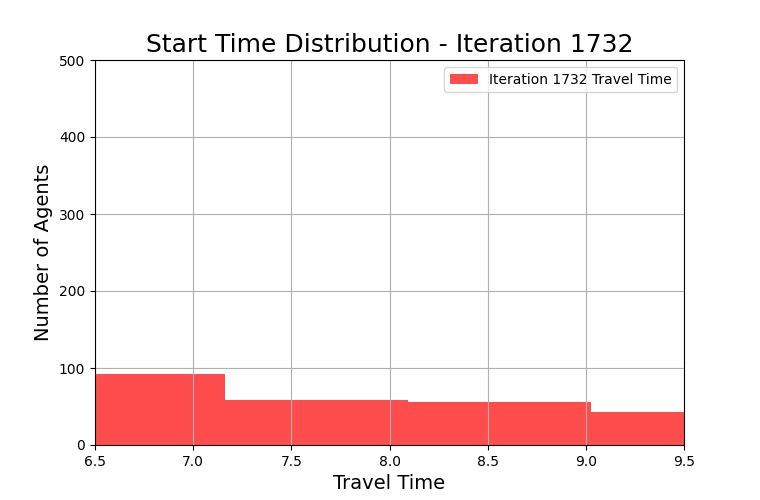 Start Time Distribution - Iteration 1732
Iteration 1732 Travel Time
Number of Agents
500
400
300
200
100
0
6.5 7.0 7.5 8.0 8.5 9.0 9.5
Travel Time